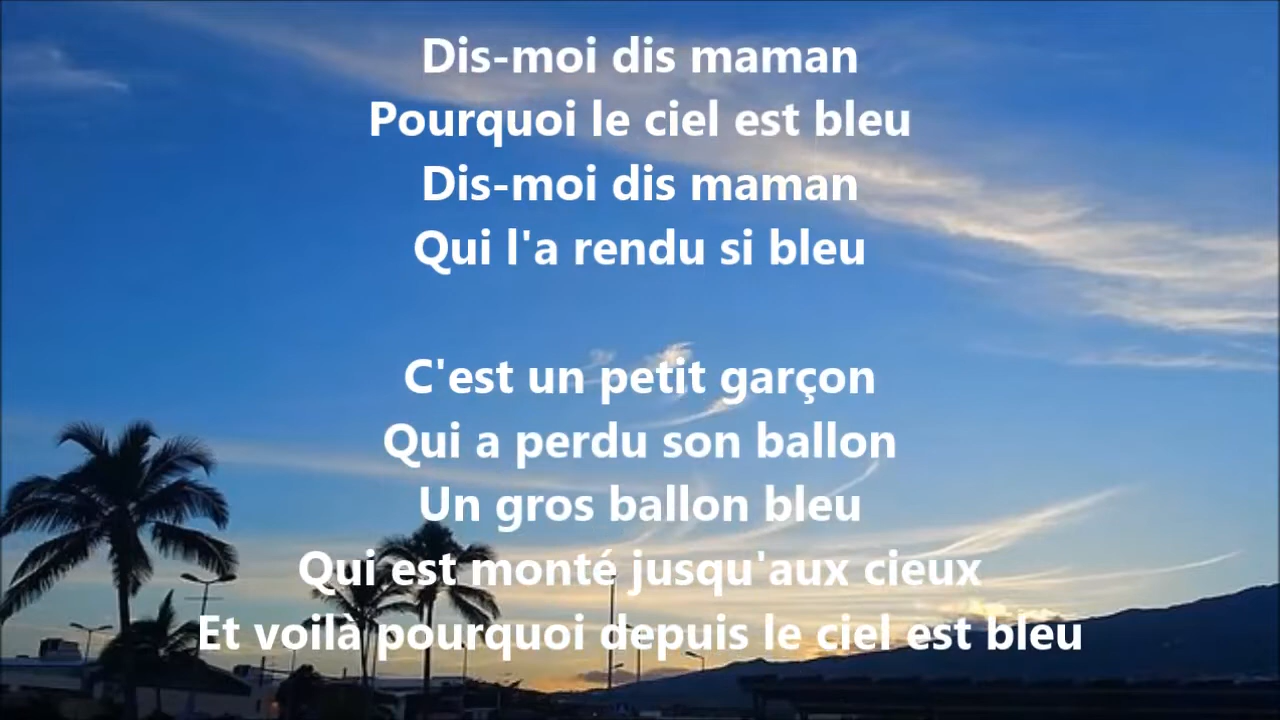 Dis-moi dis maman
Pourquoi le ciel est bleu
Dis-moi dis maman
Qui l'a rendu si bleu
C'est un petit garçon
Qui a perdu son ballon
Un gros ballon bleu
Qui est monté jusqu'aux cieux
Et voilà pourquoi depuis le ciel est bleu